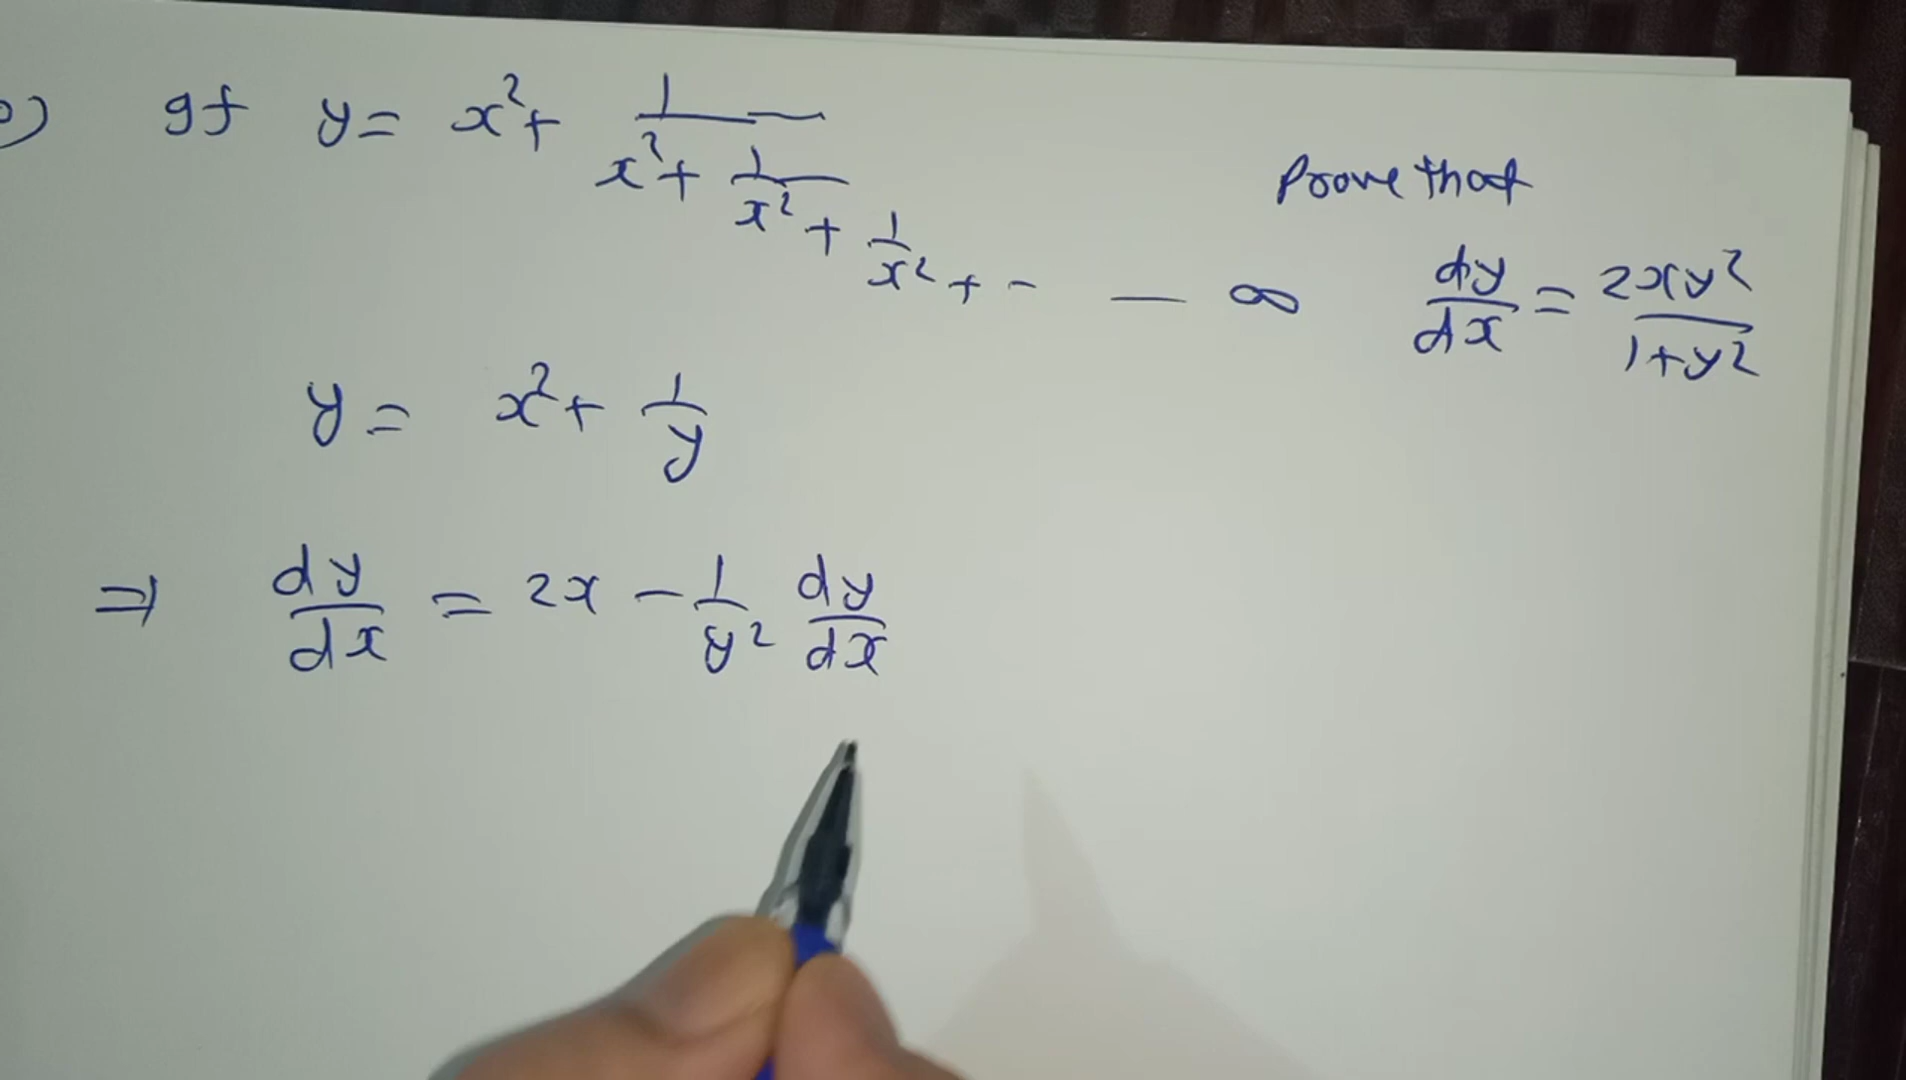 gf y = x² + 1/(x² + 1/(x² + 1/(x² + - — ∞
Prove that
dy/dx = 2xy²/(1+y²)
y = x² + 1/y
⇒ dy/dx = 2x - 1/y² dy/dx